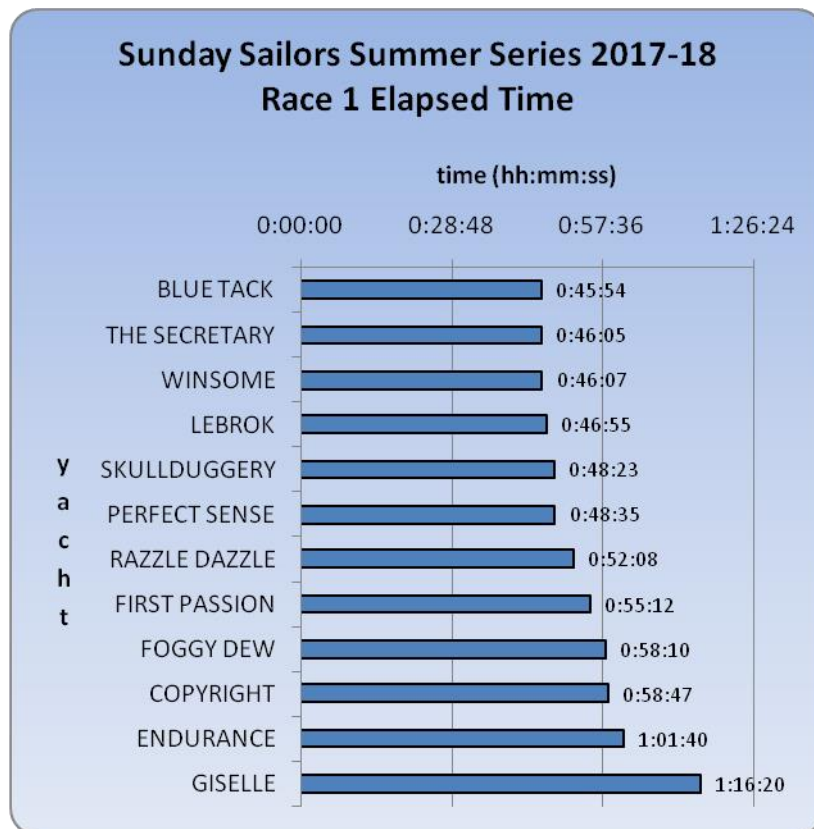 Sunday Sailors Summer Series 2017-18
Race 1 Elapsed Time
time (hh:mm:ss)
0:00:00 0:28:48 0:57:36 1:26:24
BLUE TACK 0:45:54
THE SECRETARY 0:46:05
WINSOME 0:46:07
LEBROK 0:46:55
SKULLDUGGERY 0:48:23
PERFECT SENSE 0:48:35
RAZZLE DAZZLE 0:52:08
FIRST PASSION 0:55:12
FOGGY DEW 0:58:10
COPYRIGHT 0:58:47
ENDURANCE 1:01:40
GISELLE 1:16:20
yacht